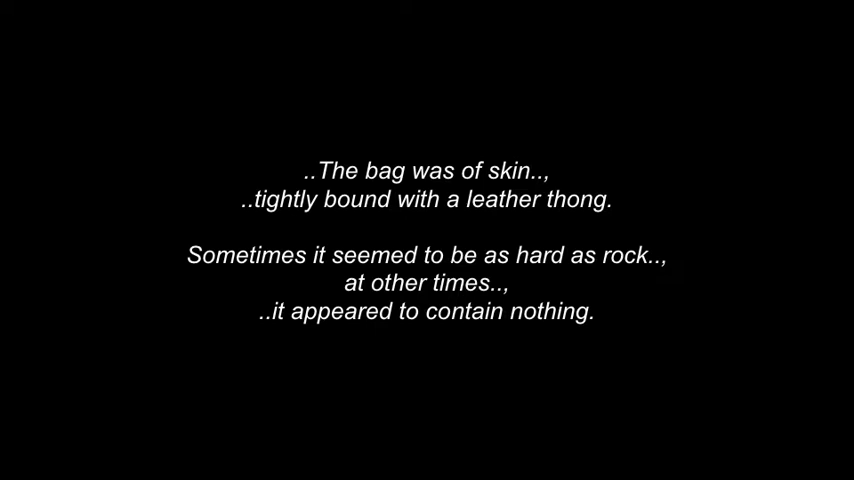 ..The bag was of skin..,
..tightly bound with a leather thong.
Sometimes it seemed to be as hard as rock..,
at other times..,
..it appeared to contain nothing.